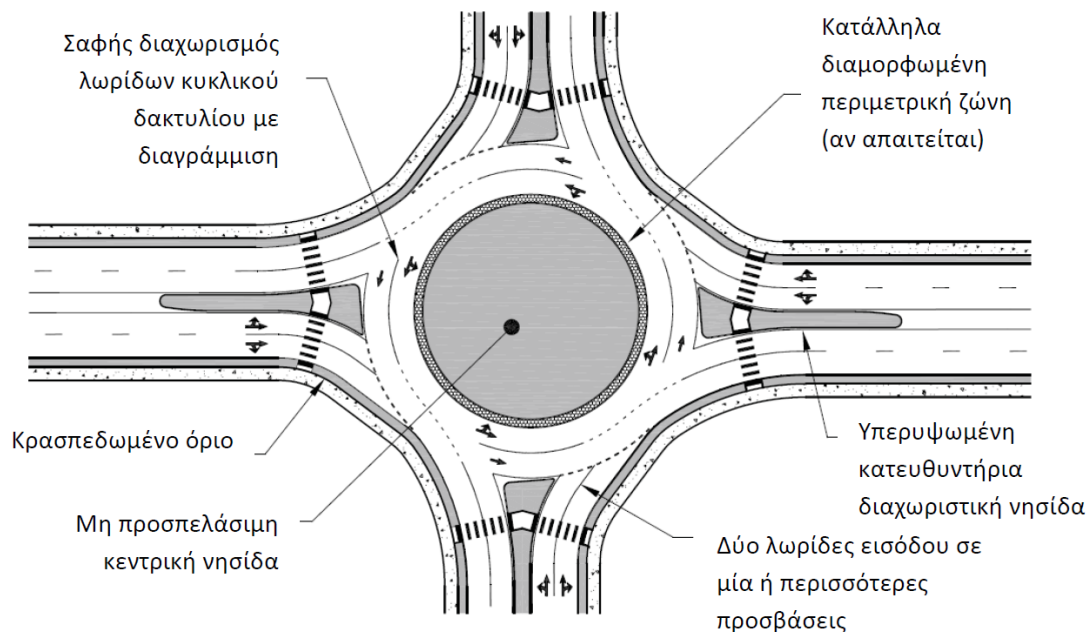 Σαφής διαχωρισμός
λωρίδων κυκλικού
δακτυλίου με
διαγράμμιση
Κατάλληλα
διαμορφωμένη
περιμετρική ζώνη
(αν απαιτείται)
Κρασπεδωμένο όριο
Μη προσπελάσιμη
κεντρική νησίδα
Υπερυψωμένη
κατευθυντήρια
διαχωριστική νησίδα
Δύο λωρίδες εισόδου σε
μία ή περισσότερες
προσβάσεις